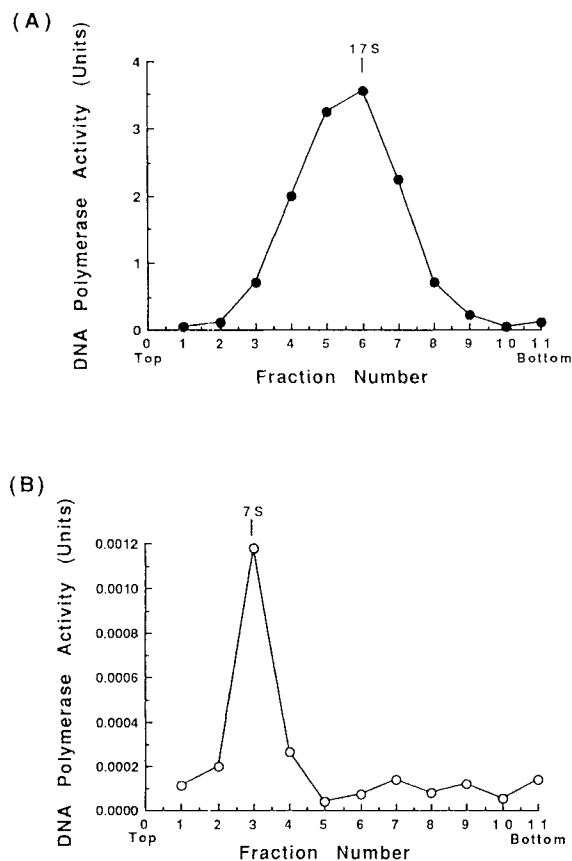 (A)
17S
DNA Polymerase Activity (Units)
4
3
2
1
0
0 1 2 3 4 5 6 7 8 9 10 11
Top Bottom
Fraction Number
(B)
7S
DNA Polymerase Activity (Units)
0.0012
0.0010
0.0008
0.0006
0.0004
0.0002
0.0000
0 1 2 3 4 5 6 7 8 9 10 11
Top Bottom
Fraction Number